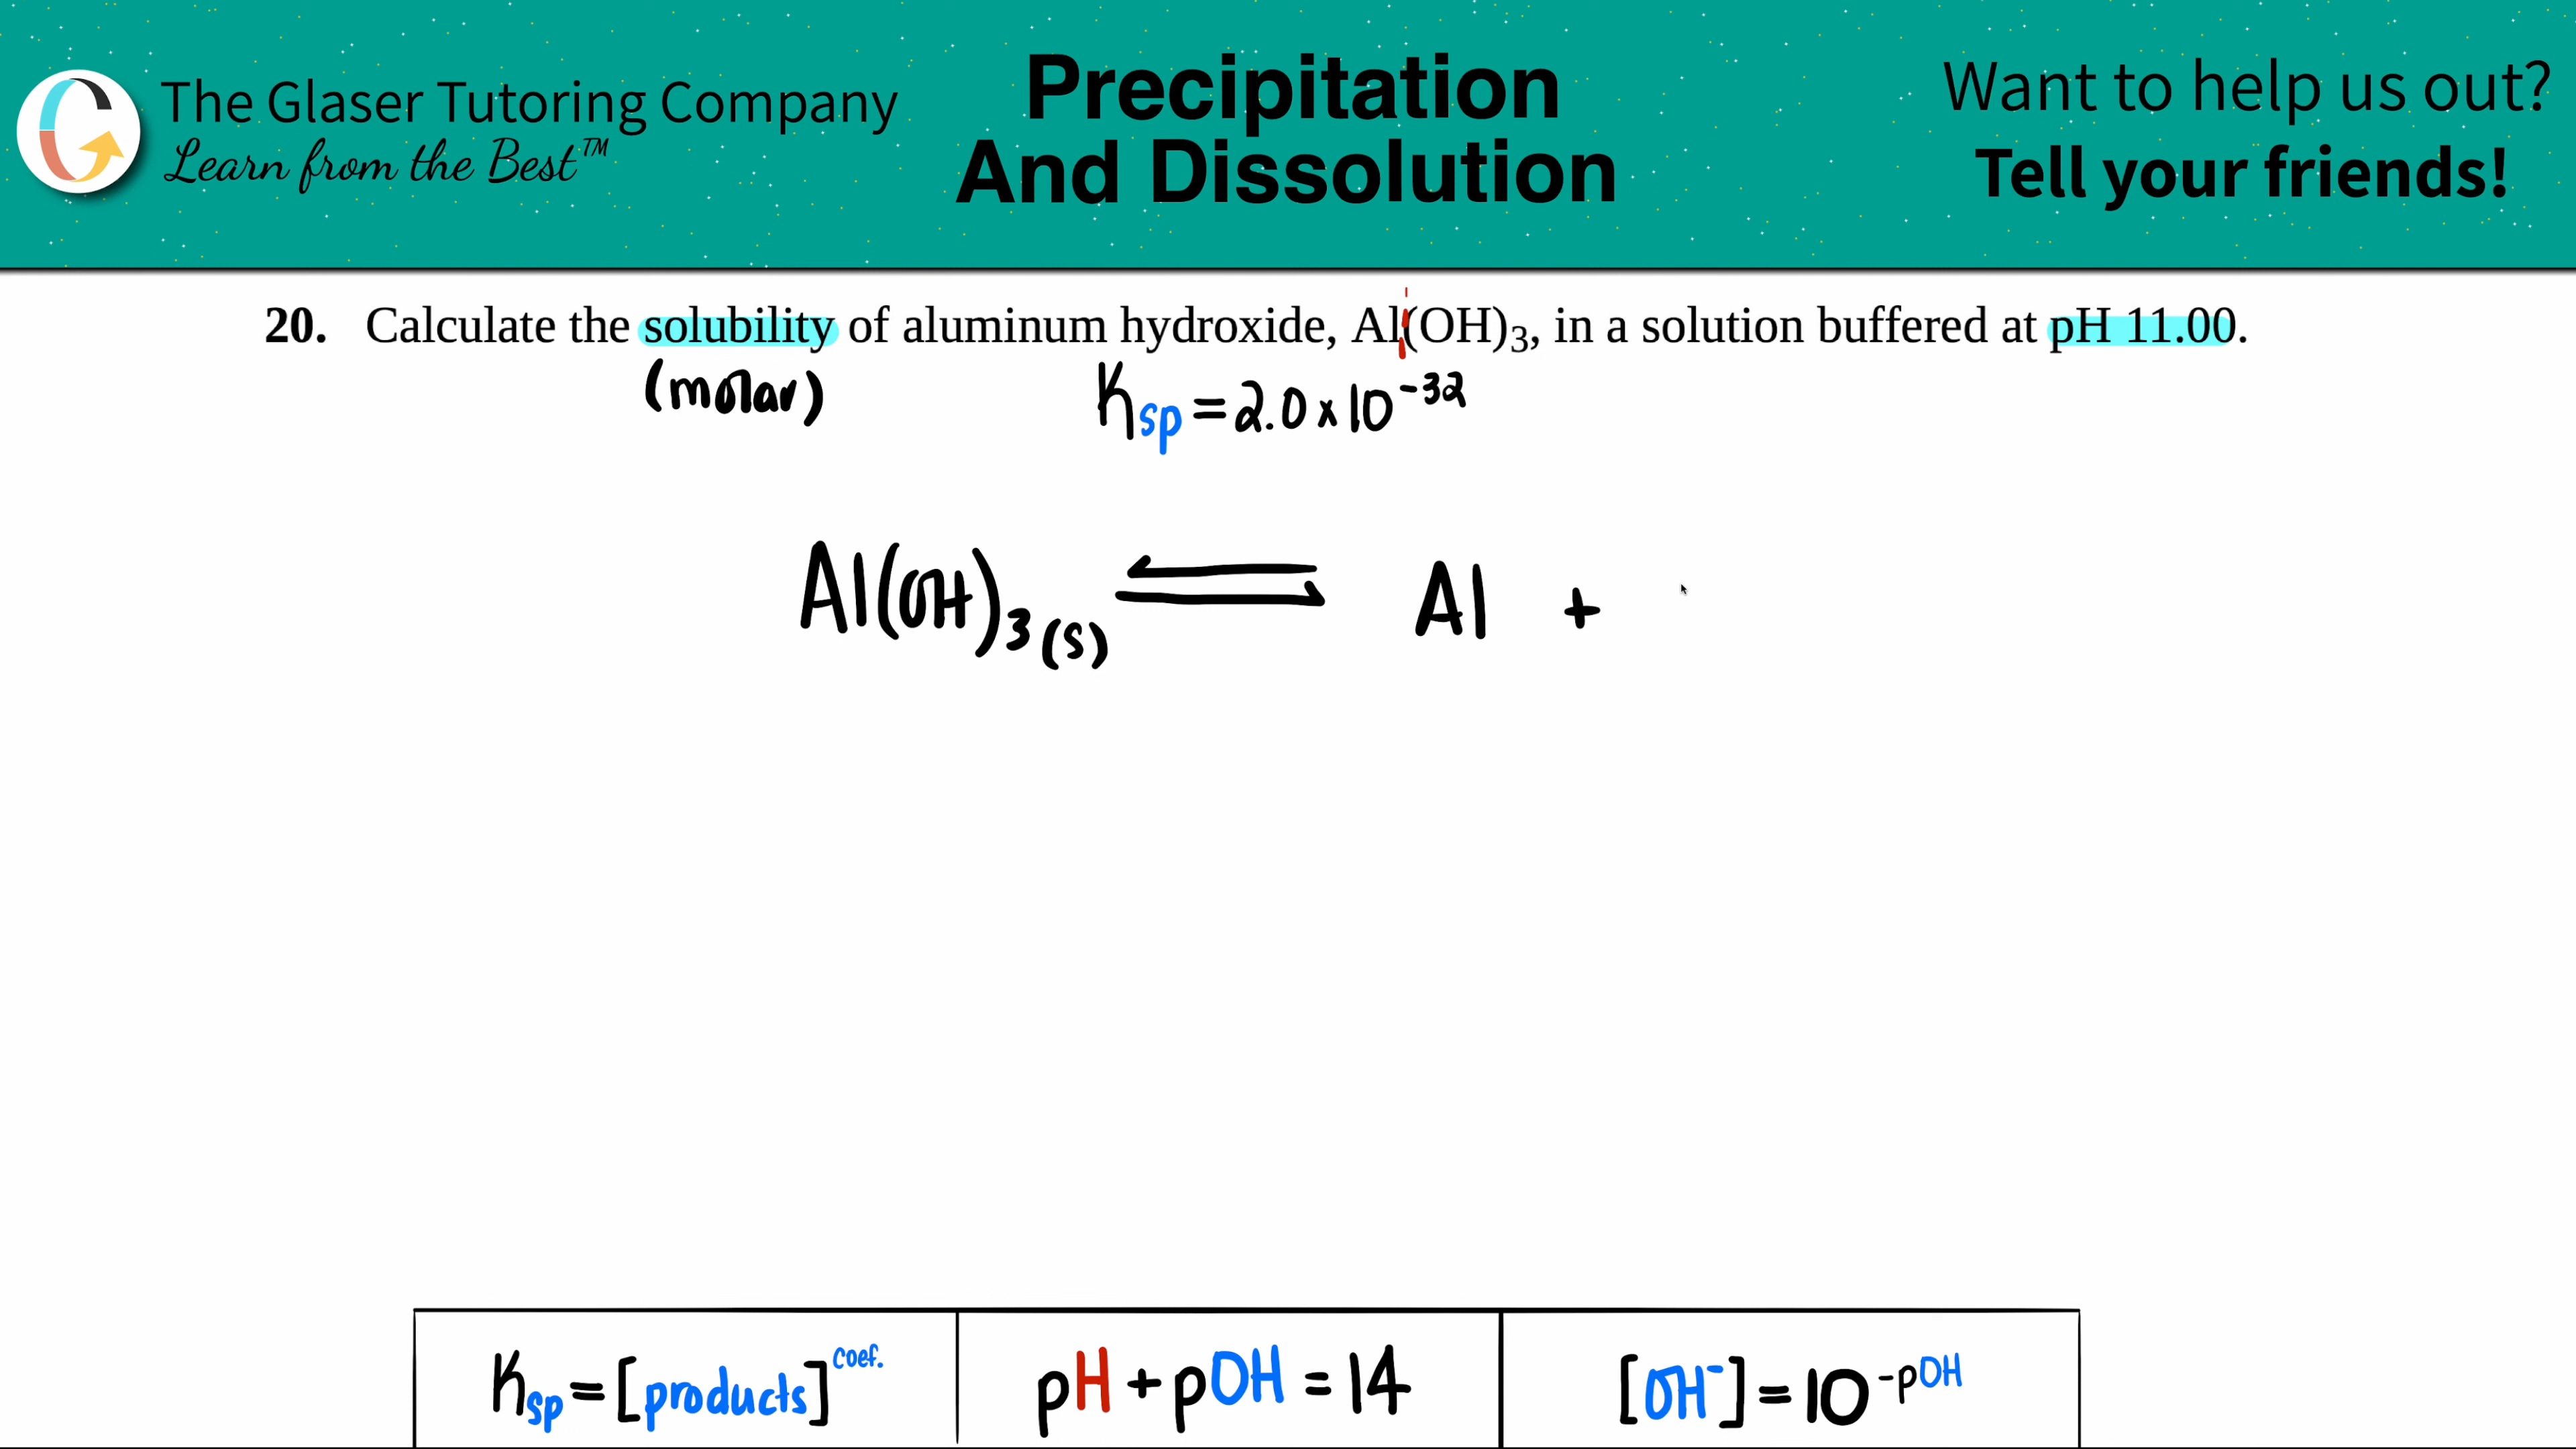 The Glaser Tutoring Company
Learn from the Best™
Precipitation
And Dissolution
Want to help us out?
Tell your friends!
20. Calculate the solubility of aluminum hydroxide, Al(OH)₃, in a solution buffered at pH 11.00.
(molar)
Ksp = 2.0 x 10⁻³²
Al(OH)₃(s) ⇌ Al +
Ksp = [products]ᶜᵒᵉᶠ·
pH + pOH = 14
[OH⁻] = 10^-pOH